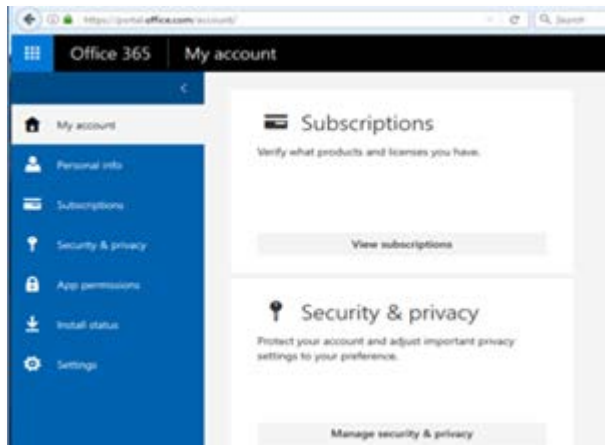 https://portal.office.com/account/
Search
Office 365 My account
My account
Personal info
Subscriptions
Security & privacy
App permissions
Install status
Settings
Subscriptions
Verify what products and licenses you have.
View subscriptions
Security & privacy
Protect your account and adjust important privacy
settings to your preference.
Manage security & privacy